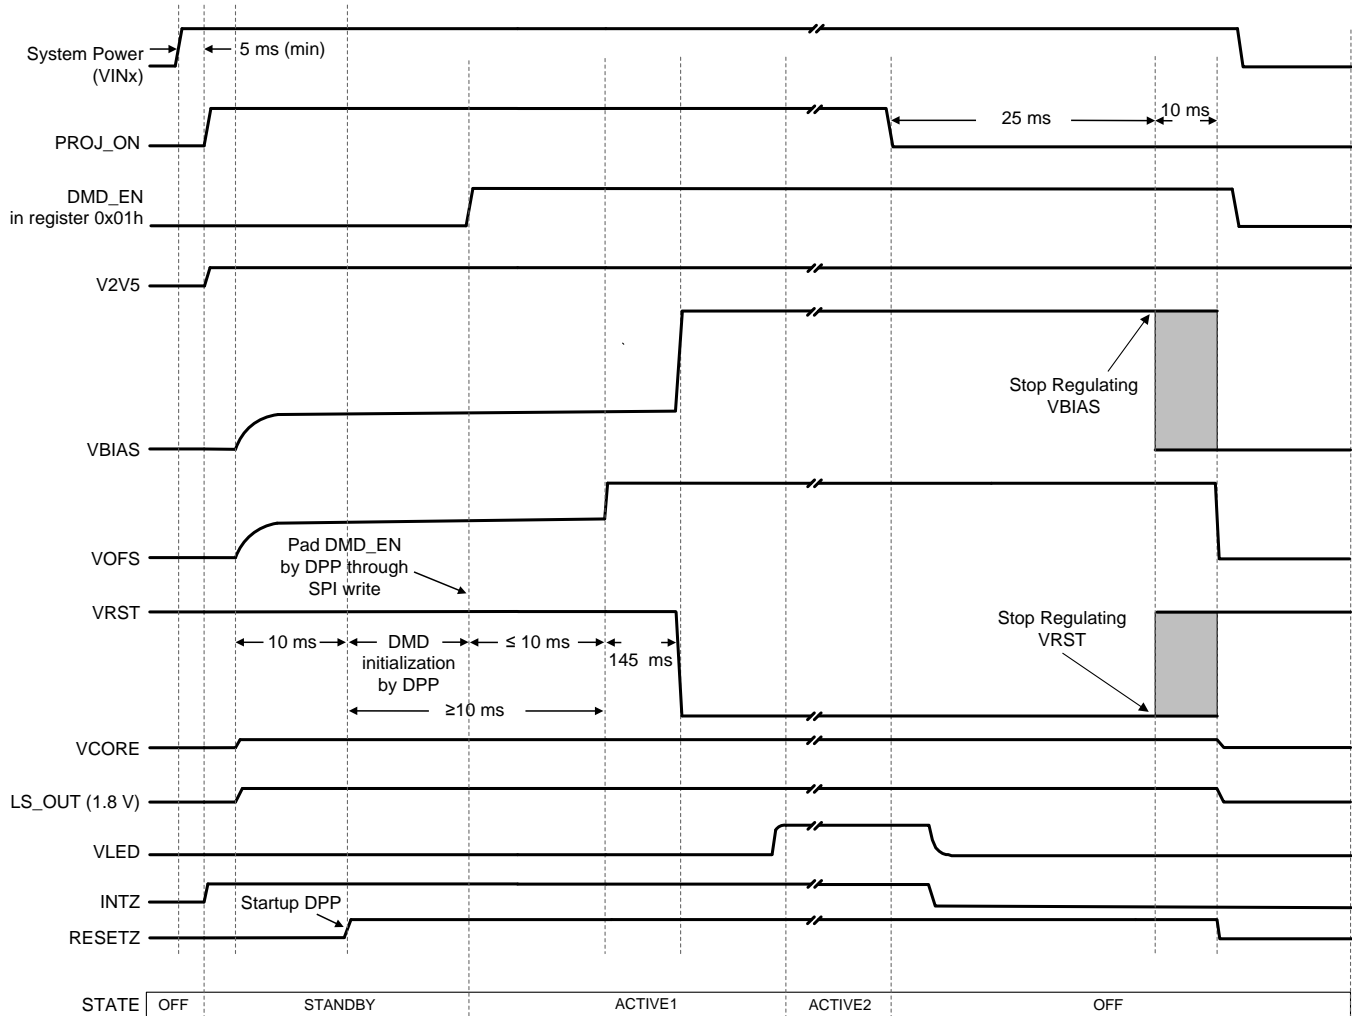 System Power
(VINx)
5 ms (min)
PROJ_ON
25 ms
10 ms
DMD_EN
in register 0x01h
V2V5
Stop Regulating
VBIAS
VBIAS
VOFS
Pad DMD_EN
by DPP through
SPI write
VRST
Stop Regulating
VRST
10 ms
DMD
initialization
by DPP
≤ 10 ms
145 ms
≥10 ms
VCORE
LS_OUT (1.8 V)
VLED
INTZ
Startup DPP
RESETZ
STATE OFF STANDBY ACTIVE1 ACTIVE2 OFF